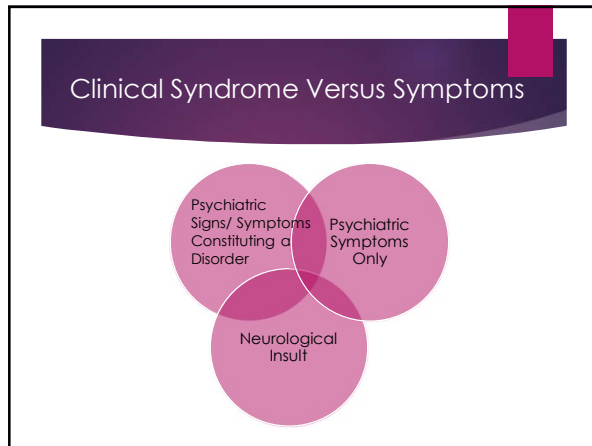 Clinical Syndrome Versus Symptoms
Psychiatric
Signs/ Symptoms
Constituting a
Disorder
Psychiatric
Symptoms
Only
Neurological
Insult